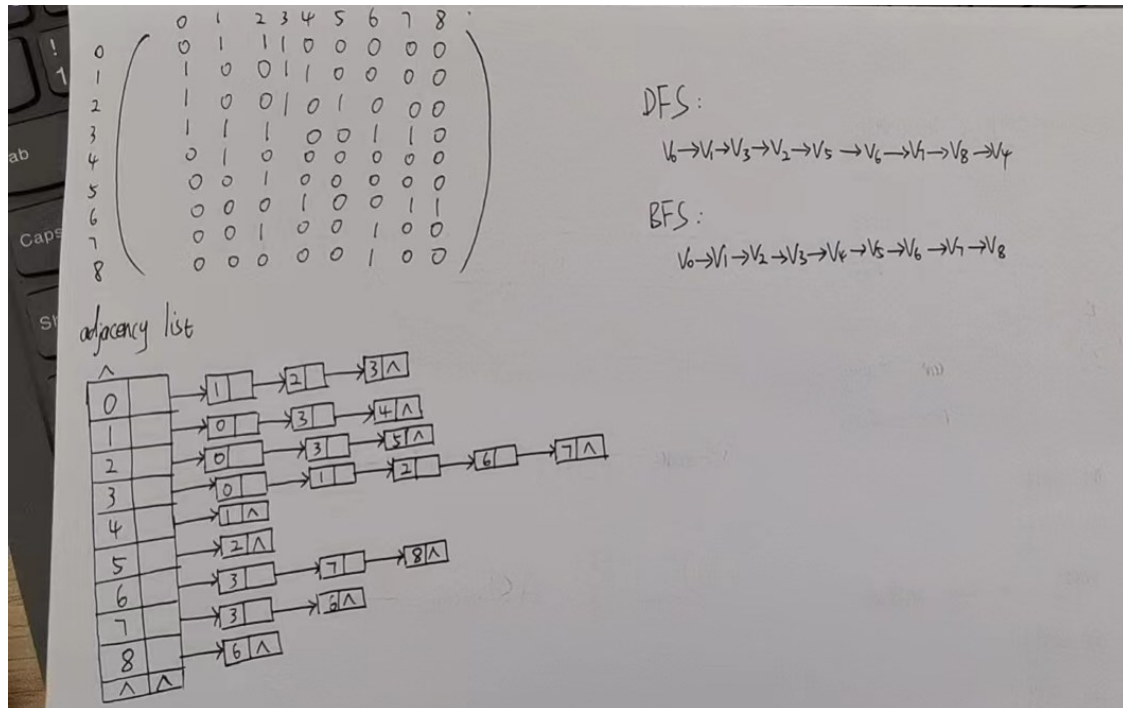 0 1 2 3 4 5 6 7 8
0 0 1 1 1 0 0 0 0 0
1 1 0 0 1 1 0 0 0 0
2 1 0 0 1 0 1 0 0 0
3 1 1 1 0 0 1 1 0
4 0 1 0 0 0 0 0 0
5 0 0 1 0 0 0 0 0
6 0 0 0 1 0 0 1 1
7 0 0 1 0 0 1 0 0
8 0 0 0 0 0 1 0 0
DFS:
V0→V1→V3→V2→V5→V6→V7→V8→V4
BFS:
V0→V1→V2→V3→V4→V5→V6→V7→V8
adjacency list
^
0 → 1 → 2 → 3 ^
1 → 0 → 3 → 4 ^
2 → 0 → 3 → 5 ^
3 → 0 → 1 → 2 → 6 → 7 ^
4 → 1 ^
5 → 2 ^
6 → 3 → 7 → 8 ^
7 → 3 → 6 ^
8 → 6 ^
^ ^
!
1
ab
Caps
Sh